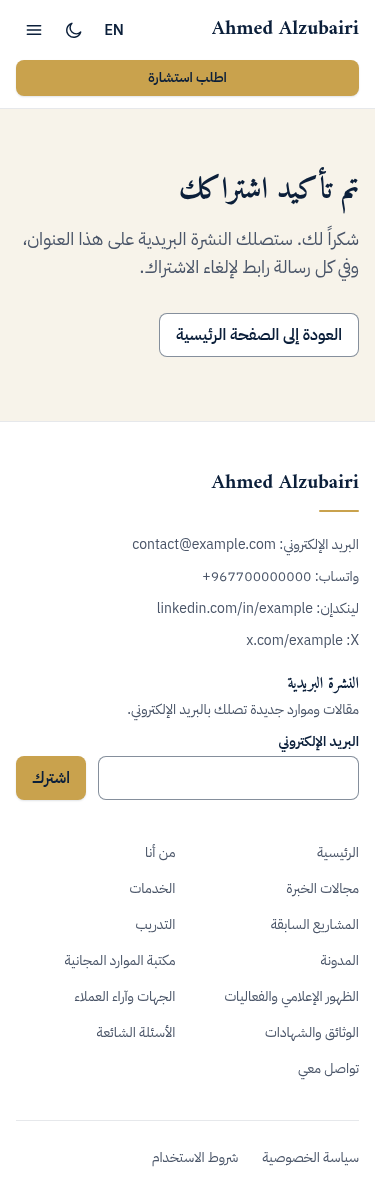 Ahmed Alzubairi
EN
اطلب استشارة
تم تأكيد اشتراكك
شكراً لك. ستصلك النشرة البريدية على هذا العنوان،
وفي كل رسالة رابط لإلغاء الاشتراك.
العودة إلى الصفحة الرئيسية
Ahmed Alzubairi
البريد الإلكتروني: contact@example.com
واتساب: 967700000000+
لينكدإن: linkedin.com/in/example
X: x.com/example
النشرة البريدية
مقالات وموارد جديدة تصلك بالبريد الإلكتروني.
البريد الإلكتروني
اشترك
الرئيسية
من أنا
مجالات الخبرة
الخدمات
المشاريع السابقة
التدريب
المدونة
مكتبة الموارد المجانية
الظهور الإعلامي والفعاليات
الجهات وآراء العملاء
الوثائق والشهادات
الأسئلة الشائعة
تواصل معي
سياسة الخصوصية
شروط الاستخدام